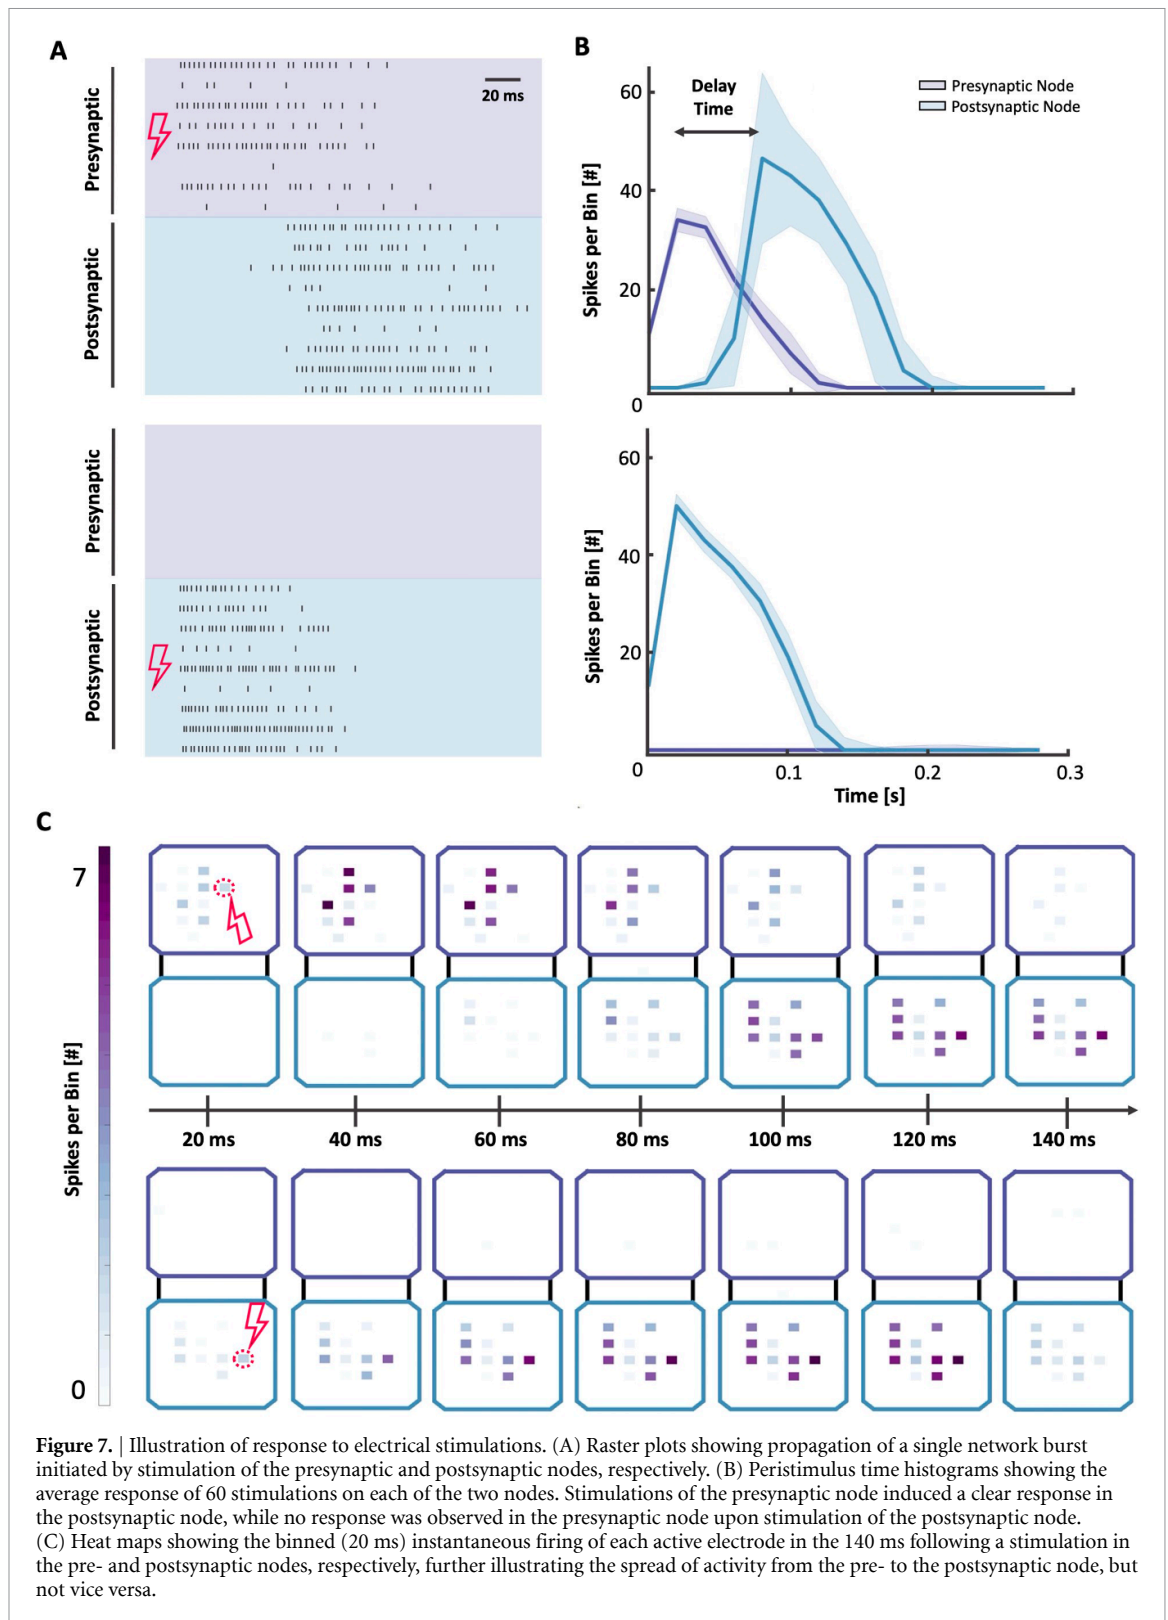 A
Presynaptic
Postsynaptic
20 ms
Presynaptic
Postsynaptic
B
Delay
Time
Presynaptic Node
Postsynaptic Node
Spikes per Bin [#]
60
40
20
0
Spikes per Bin [#]
60
40
20
0
0.1
0.2
0.3
Time [s]
C
7
Spikes per Bin [#]
0
20 ms
40 ms
60 ms
80 ms
100 ms
120 ms
140 ms
Figure 7. | Illustration of response to electrical stimulations. (A) Raster plots showing propagation of a single network burst
initiated by stimulation of the presynaptic and postsynaptic nodes, respectively. (B) Peristimulus time histograms showing the
average response of 60 stimulations on each of the two nodes. Stimulations of the presynaptic node induced a clear response in
the postsynaptic node, while no response was observed in the presynaptic node upon stimulation of the postsynaptic node.
(C) Heat maps showing the binned (20 ms) instantaneous firing of each active electrode in the 140 ms following a stimulation in
the pre- and postsynaptic nodes, respectively, further illustrating the spread of activity from the pre- to the postsynaptic node, but
not vice versa.